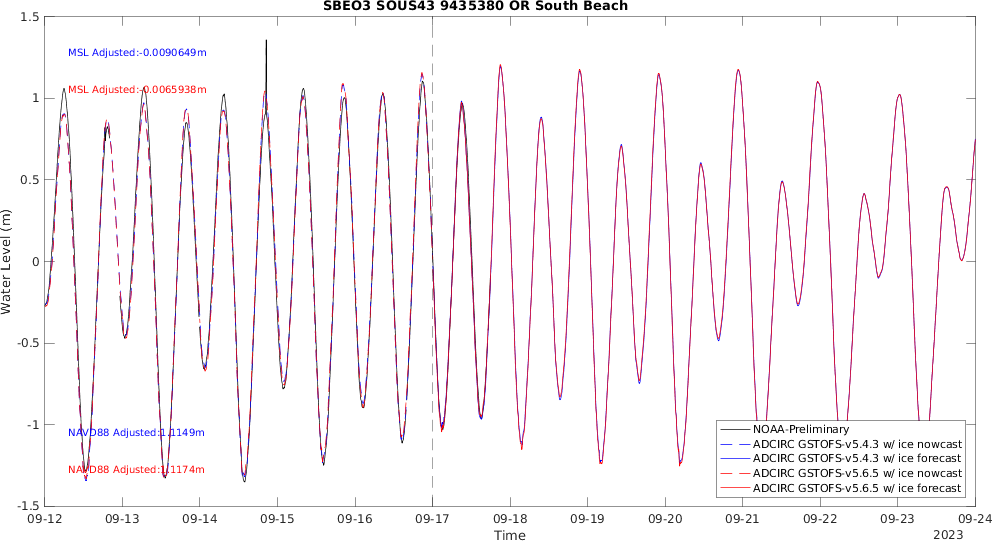 SBEO3 SOUS43 9435380 OR South Beach
1.5
1
0.5
0
-0.5
-1
-1.5
Water Level (m)
MSL Adjusted:-0.0090649m
MSL Adjusted:-0.0065938m
NAVD88 Adjusted:1.1149m
NAVD88 Adjusted:1.1174m
NOAA-Preliminary
ADCIRC GSTOFS-v5.4.3 w/ ice nowcast
ADCIRC GSTOFS-v5.4.3 w/ ice forecast
ADCIRC GSTOFS-v5.6.5 w/ ice nowcast
ADCIRC GSTOFS-v5.6.5 w/ ice forecast
09-12 09-13 09-14 09-15 09-16 09-17 09-18 09-19 09-20 09-21 09-22 09-23 09-24
Time
2023